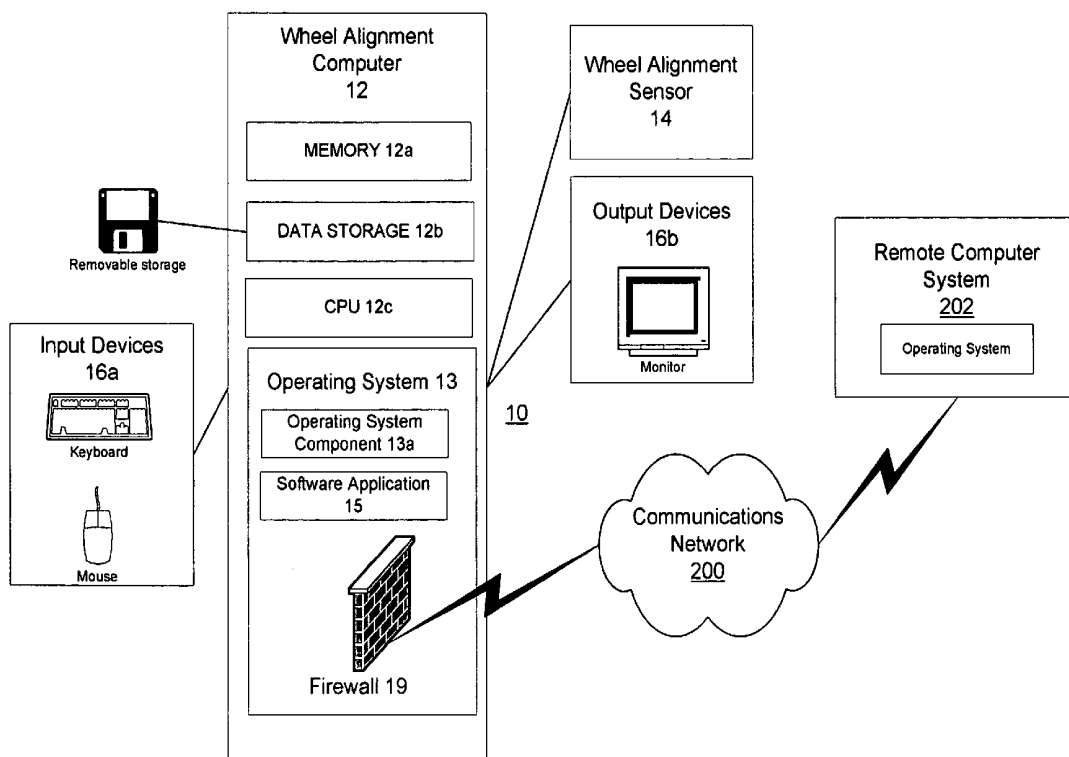 Wheel Alignment
Computer
12
MEMORY 12a
DATA STORAGE 12b
CPU 12c
Operating System 13
Operating System
Component 13a
Software Application
15
Firewall 19
Removable storage
Input Devices
16a
Keyboard
Mouse
Wheel Alignment
Sensor
14
Output Devices
16b
Monitor
10
Communications
Network
200
Remote Computer
System
202
Operating System